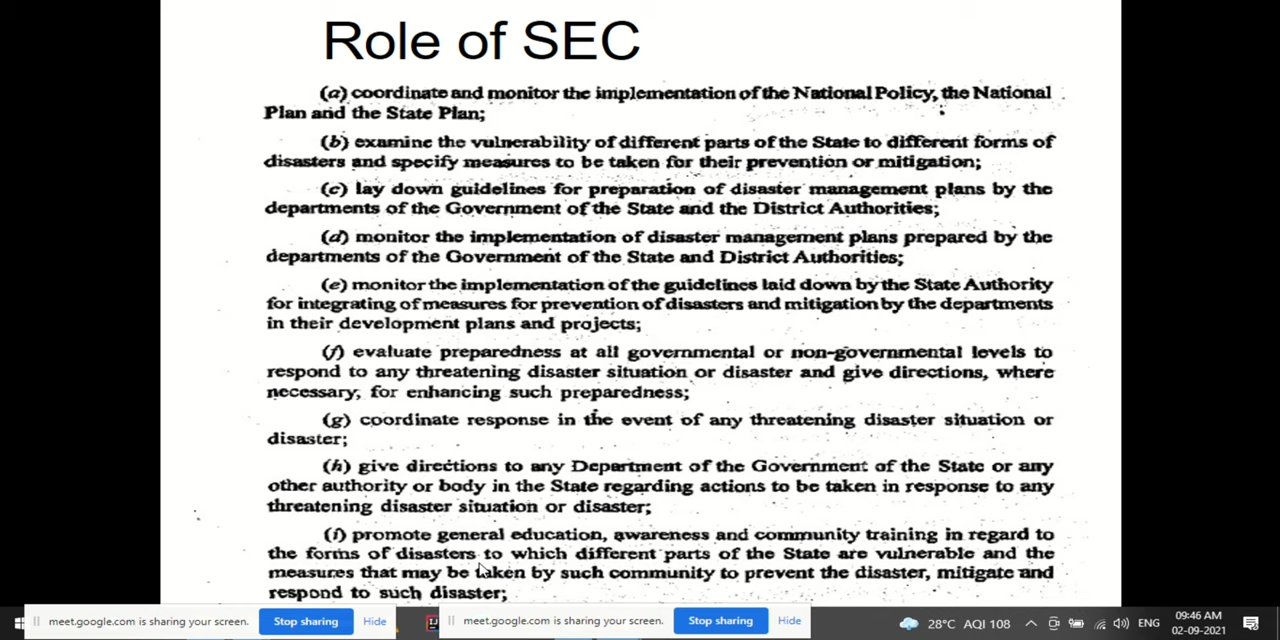 Role of SEC
(a) coordinate and monitor the implementation of the National Policy, the National
Plan and the State Plan;
(b) examine the vulnerability of different parts of the State to different forms of
disasters and specify measures to be taken for their prevention or mitigation;
(c) lay down guidelines for preparation of disaster management plans by the
departments of the Government of the State and the District Authorities;
(d) monitor the implementation of disaster management plans prepared by the
departments of the Government of the State and District Authorities;
(e) monitor the implementation of the guidelines laid down by the State Authority
for integrating of measures for prevention of disasters and mitigation by the departments
in their development plans and projects;
(f) evaluate preparedness at all governmental or non-governmental levels to
respond to any threatening disaster situation or disaster and give directions, where
necessary, for enhancing such preparedness;
(g) coordinate response in the event of any threatening disaster situation or
disaster;
(h) give directions to any Department of the Government of the State or any
other authority or body in the State regarding actions to be taken in response to any
threatening disaster situation or disaster;
(i) promote general education, awareness and community training in regard to
the forms of disasters to which different parts of the State are vulnerable and the
measures that may be taken by such community to prevent the disaster, mitigate and
respond to such disaster;
meet.google.com is sharing your screen. Stop sharing Hide
meet.google.com is sharing your screen. Stop sharing Hide
28°C AQI 108 ENG
09:46 AM
02-09-2021